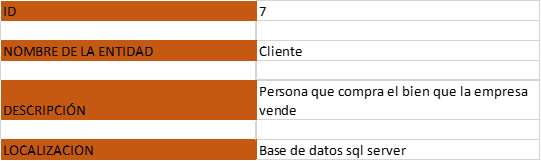 ID 7
NOMBRE DE LA ENTIDAD Cliente
Persona que compra el bien que la empresa
DESCRIPCIÓN vende
LOCALIZACION Base de datos sql server